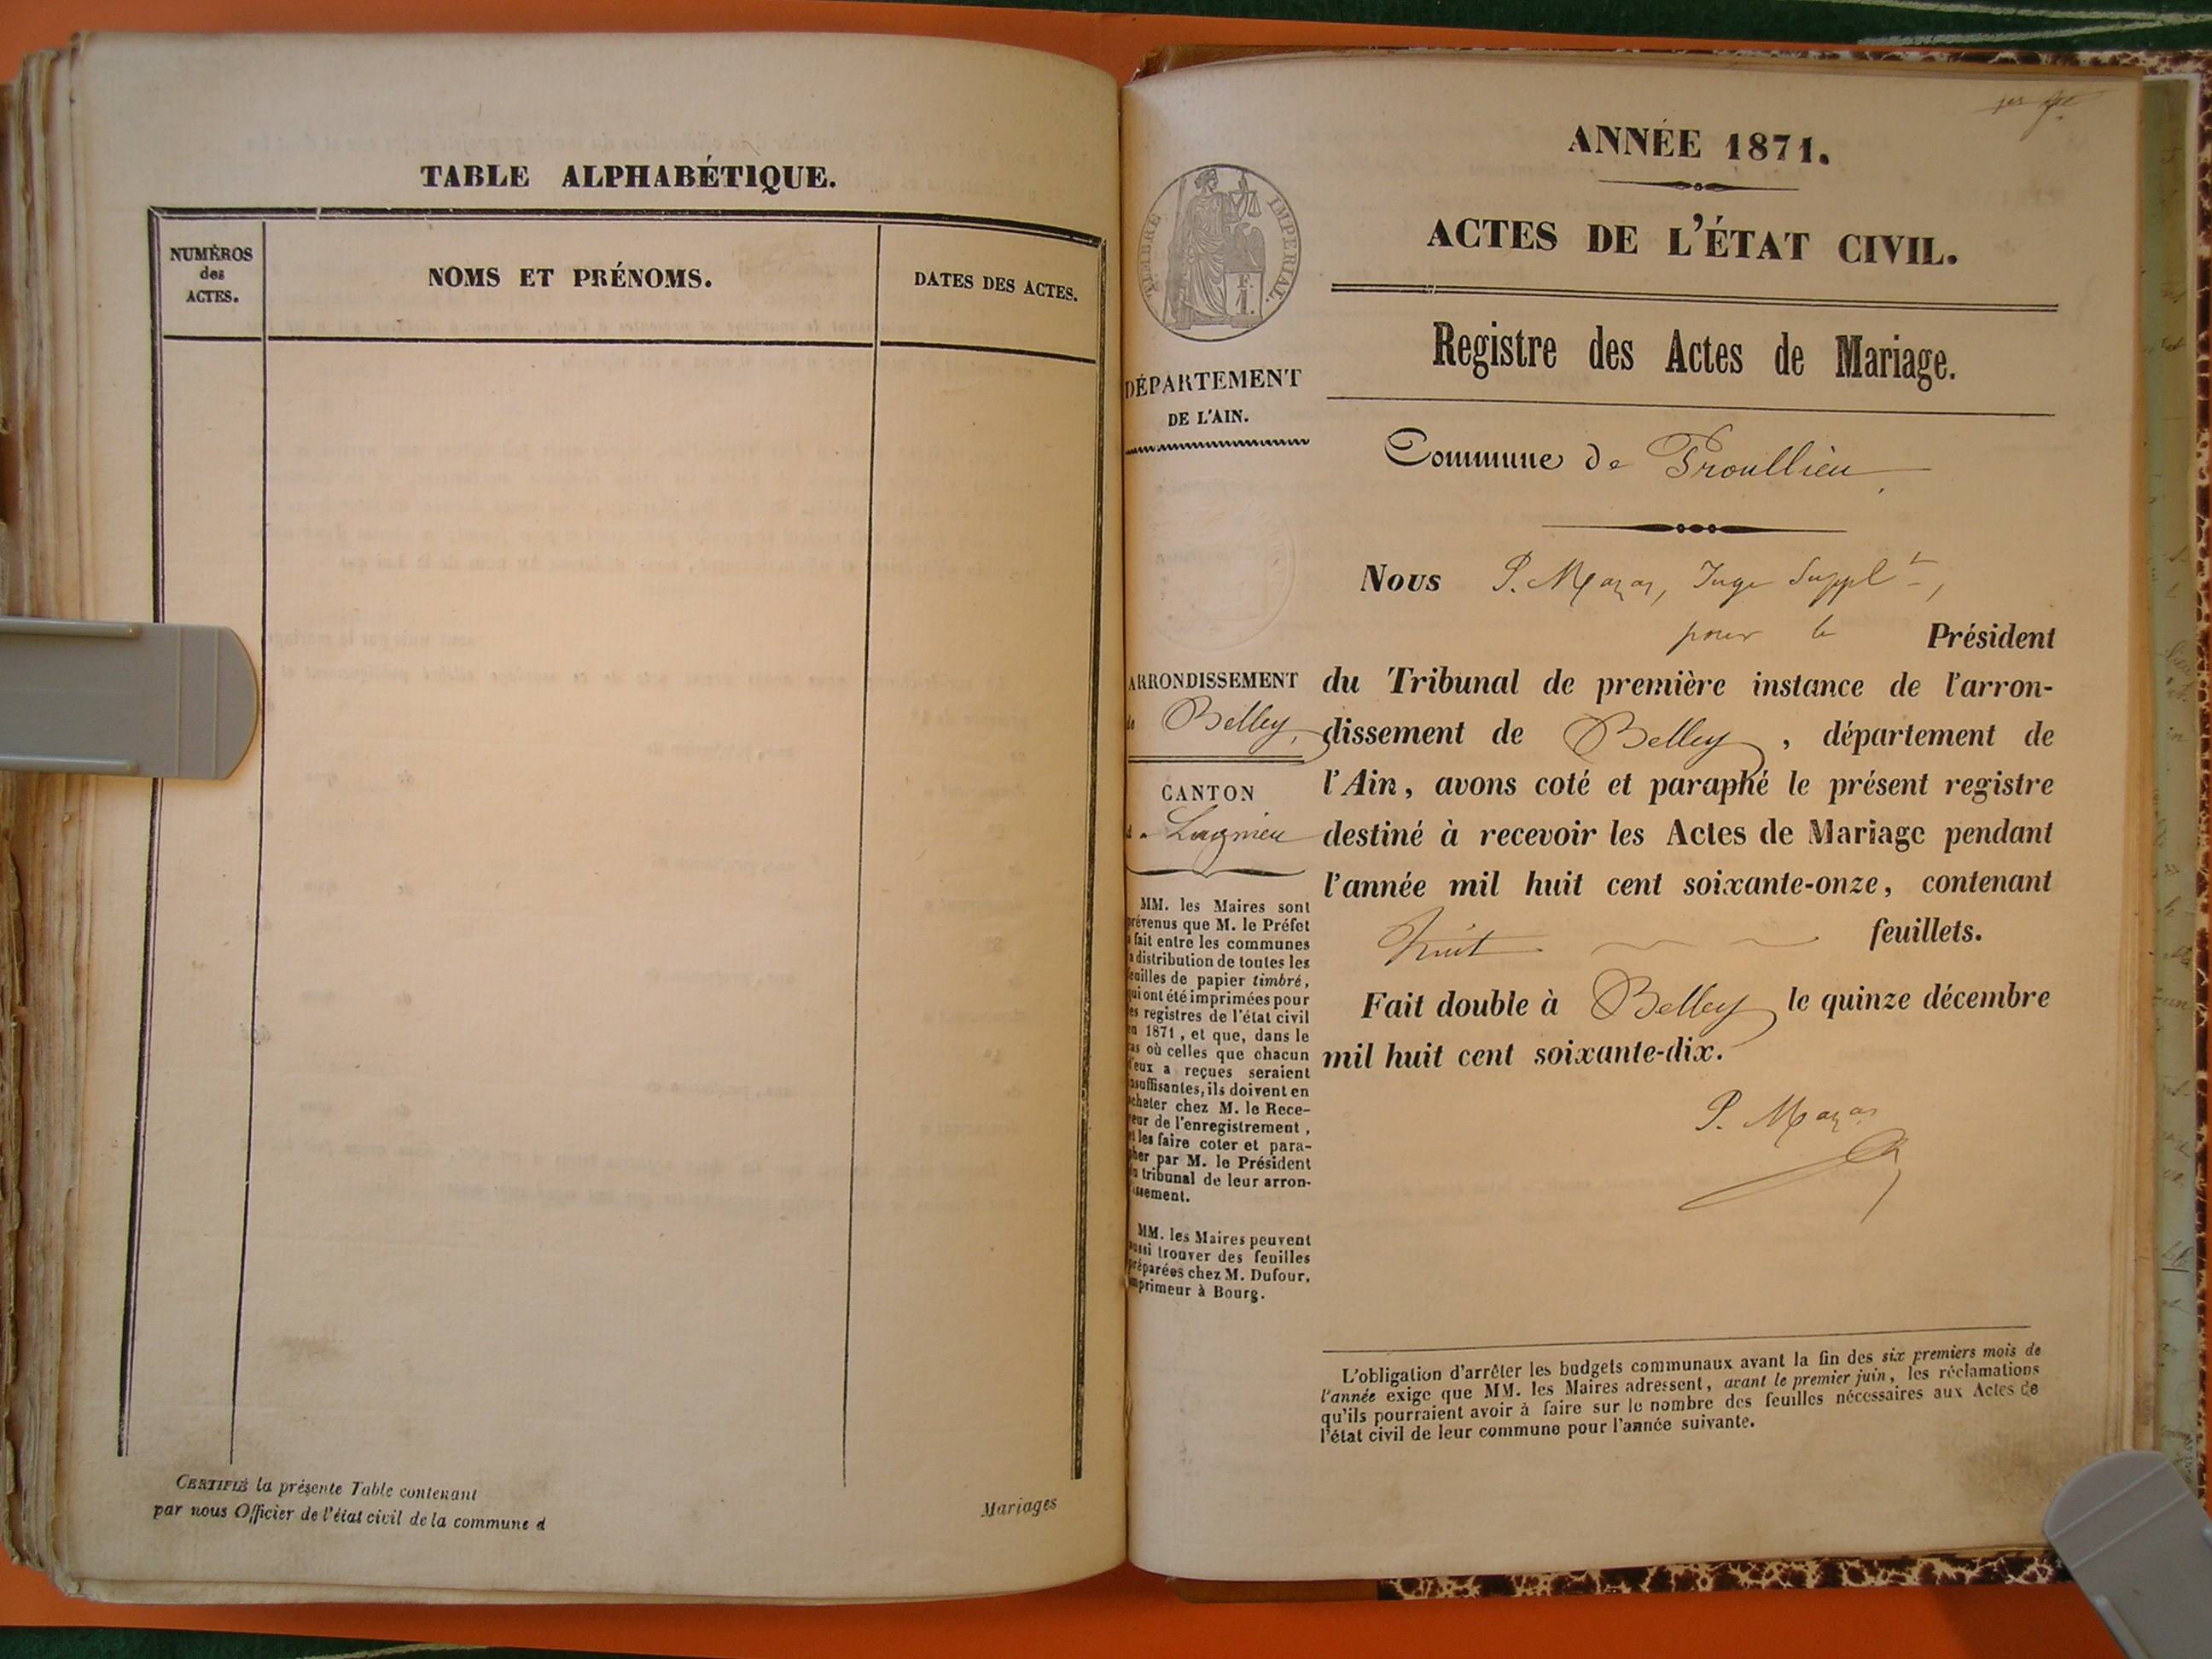 TABLE ALPHABÉTIQUE.
NUMÉROS
des
ACTES.
NOMS ET PRÉNOMS.
DATES DES ACTES.
CERTIFIÉ la présente Table contenant
par nous Officier de l'état civil de la commune d
Mariages
ANNÉE 1871.
ACTES DE L'ÉTAT CIVIL.
Registre des Actes de Mariage.
TIMBRE IMPERIAL.
1 F.
DÉPARTEMENT
DE L'AIN.
ARRONDISSEMENT
de Belley,
CANTON
de Lagnieu
MM. les Maires sont
prévenus que M. le Préfet
a fait entre les communes
a distribution de toutes les
feuilles de papier timbré,
qui ont été imprimées pour
les registres de l'état civil
en 1871, et que, dans le
cas où celles que chacun
d'eux a reçues seraient
insuffisantes, ils doivent en
acheter chez M. le Rece-
veur de l'enregistrement,
et les faire coter et para-
pher par M. le Président
du tribunal de leur arron-
issement.
MM. les Maires peuvent
aussi trouver des feuilles
préparées chez M. Dufour,
imprimeur à Bourg.
Commune de Proullieu
Nous P. Mazas, Juge Supplt,
pour le Président
du Tribunal de première instance de l'arron-
dissement de Belley, département de
l'Ain, avons coté et paraphé le présent registre
destiné à recevoir les Actes de Mariage pendant
l'année mil huit cent soixante-onze, contenant
huit feuillets.
Fait double à Belley le quinze décembre
mil huit cent soixante-dix.
P. Mazas
L'obligation d'arrêter les budgets communaux avant la fin des six premiers mois de
l'année exige que MM. les Maires adressent, avant le premier juin, les réclamations
qu'ils pourraient avoir à faire sur le nombre des feuilles nécessaires aux Actes de
l'état civil de leur commune pour l'année suivante.